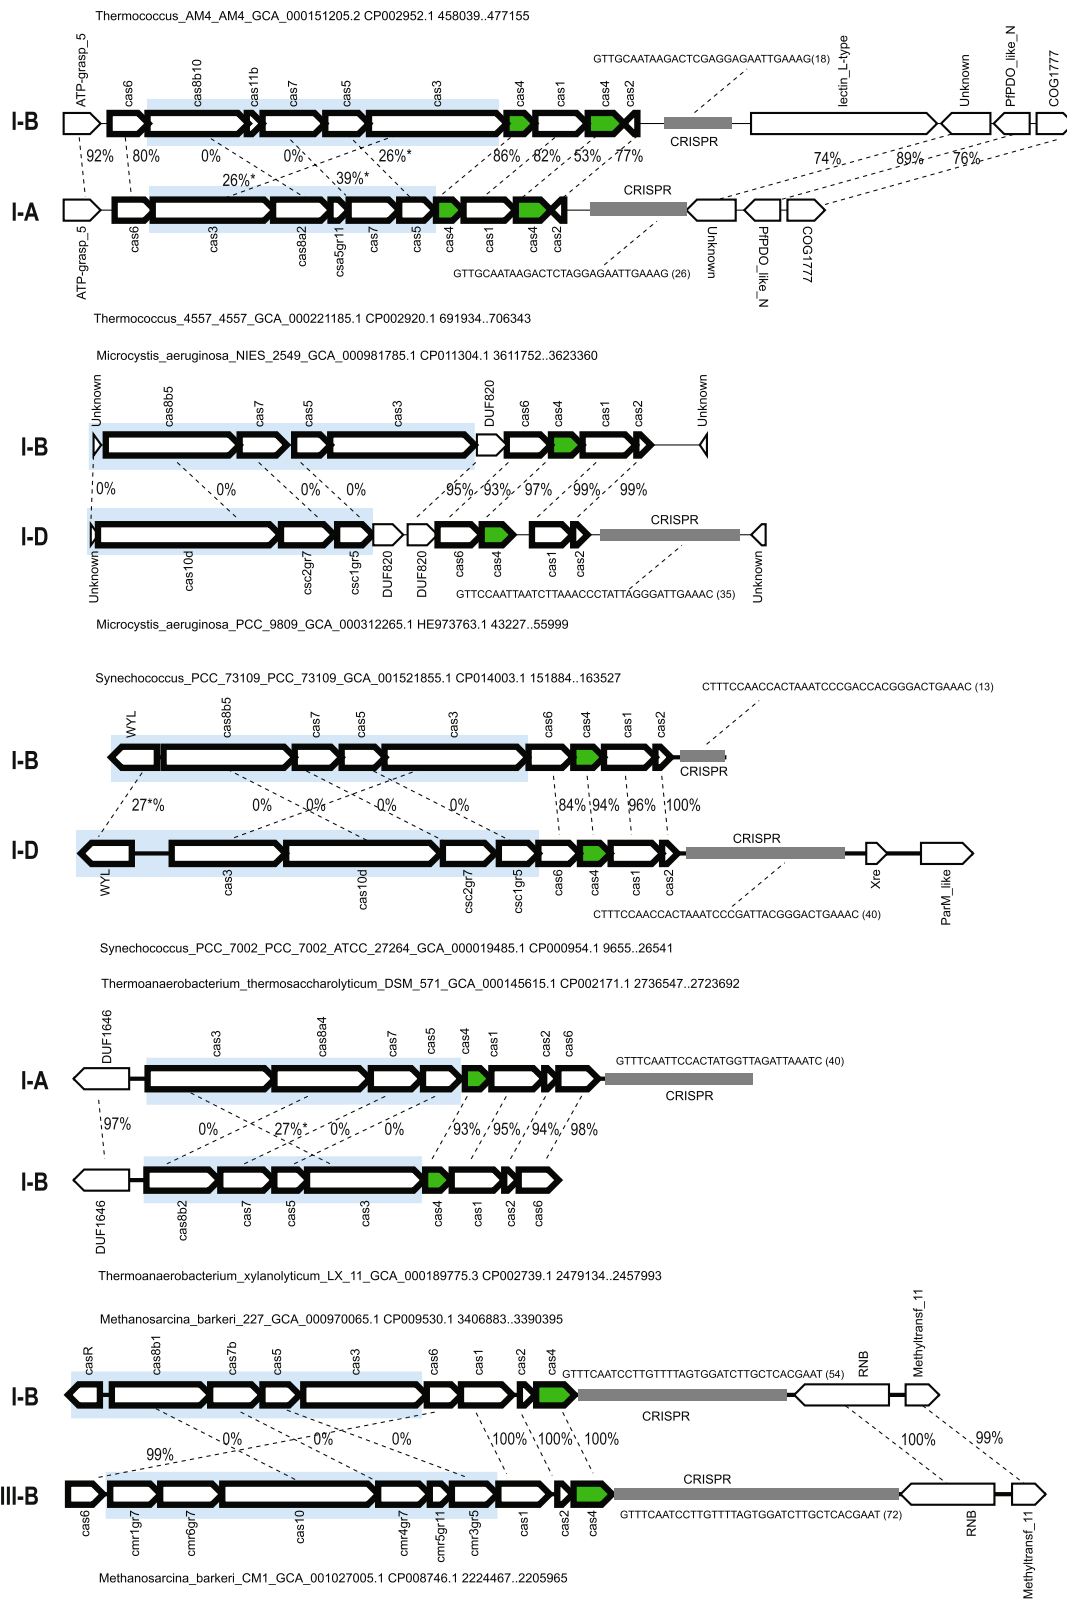 Thermococcus_AM4_AM4_GCA_000151205.2 CP002952.1 458039..477155
ATP-grasp_5 cas6 cas8b10 cas11b cas7 cas5 cas3 cas4 cas1 cas4 cas2 lectin_L-type Unknown PfPDO_like_N COG1777
GTTGCAATAAGACTCGAGGAGAATTGAAAG(18)
I-B
CRISPR
92% 80% 0% 0% 26%* 86% 62% 53% 77% 74% 89% 76%
26%* 39%*
CRISPR
I-A
ATP-grasp_5 cas6 cas3 cas8a2 csa5gr11 cas7 cas5 cas4 cas1 cas4 cas2 Unknown PfPDO_like_N COG1777
GTTGCAATAAGACTCTAGGAGAATTGAAAG (26)
Thermococcus_4557_4557_GCA_000221185.1 CP002920.1 691934..706343
Microcystis_aeruginosa_NIES_2549_GCA_000981785.1 CP011304.1 3611752..3623360
Unknown cas8b5 cas7 cas5 cas3 DUF820 cas6 cas4 cas1 cas2 Unknown
I-B
0% 0% 0% 0% 95% 93% 97% 99% 99%
CRISPR
I-D
Unknown cas10d csc2gr7 csc1gr5 DUF820 DUF820 cas6 cas4 cas1 cas2 Unknown
GTTCCAATTAATCTTAAACCCTATTAGGGATTGAAAC (35)
Microcystis_aeruginosa_PCC_9809_GCA_000312265.1 HE973763.1 43227..55999
Synechococcus_PCC_73109_PCC_73109_GCA_001521855.1 CP014003.1 151884..163527
CTTTCCAACCACTAAATCCCGACCACGGGACTGAAAC (13)
WYL cas8b5 cas7 cas5 cas3 cas6 cas4 cas1 cas2
I-B
CRISPR
27*% 0% 0% 0% 0% 84% 94% 96% 100%
CRISPR
I-D
WYL cas3 cas10d csc2gr7 csc1gr5 cas6 cas4 cas1 cas2 Xre ParM_like
CTTTCCAACCACTAAATCCCGATTACGGGACTGAAAC (40)
Synechococcus_PCC_7002_PCC_7002_ATCC_27264_GCA_000019485.1 CP000954.1 9655..26541
Thermoanaerobacterium_thermosaccharolyticum_DSM_571_GCA_000145615.1 CP002171.1 2736547..2723692
DUF1646 cas3 cas8a4 cas7 cas5 cas4 cas1 cas2 cas6
GTTTCAATTCCACTATGGTTAGATTAAATC (40)
I-A
CRISPR
97% 0% 27%* 0% 0% 93% 95% 94% 98%
I-B
DUF1646 cas8b2 cas7 cas5 cas3 cas4 cas1 cas2 cas6
Thermoanaerobacterium_xylanolyticum_LX_11_GCA_000189775.3 CP002739.1 2479134..2457993
Methanosarcina_barkeri_227_GCA_000970065.1 CP009530.1 3406883..3390395
casR cas8b1 cas7b cas5 cas3 cas6 cas1 cas2 cas4 RNB Methyltransf_11
GTTTCAATCCTTGTTTTAGTGGATCTTGCTCACGAAT (54)
I-B
CRISPR
99% 0% 0% 0% 100% 100% 100% 100% 99%
CRISPR
III-B
cas6 cmr1gr7 cmr6gr7 cas10 cmr4gr7 cmr5gr11 cmr3gr5 cas1 cas2 cas4 RNB Methyltransf_11
GTTTCAATCCTTGTTTTAGTGGATCTTGCTCACGAAT (72)
Methanosarcina_barkeri_CM1_GCA_001027005.1 CP008746.1 2224467..2205965